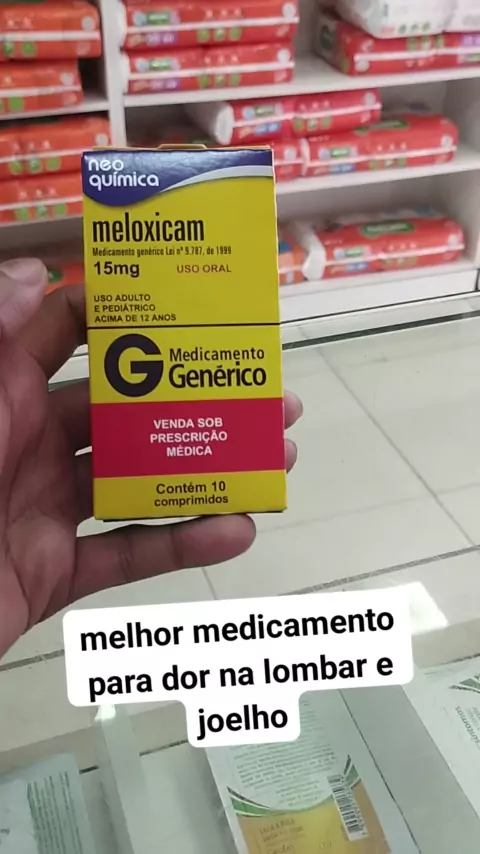 neo
química
meloxicam
Medicamento genérico Lei nº 9.787, de 1999
15mg USO ORAL
USO ADULTO
E PEDIÁTRICO
ACIMA DE 12 ANOS
G Medicamento
Genérico
VENDA SOB
PRESCRIÇÃO
MÉDICA
Contém 10
comprimidos
melhor medicamento
para dor na lombar e
joelho